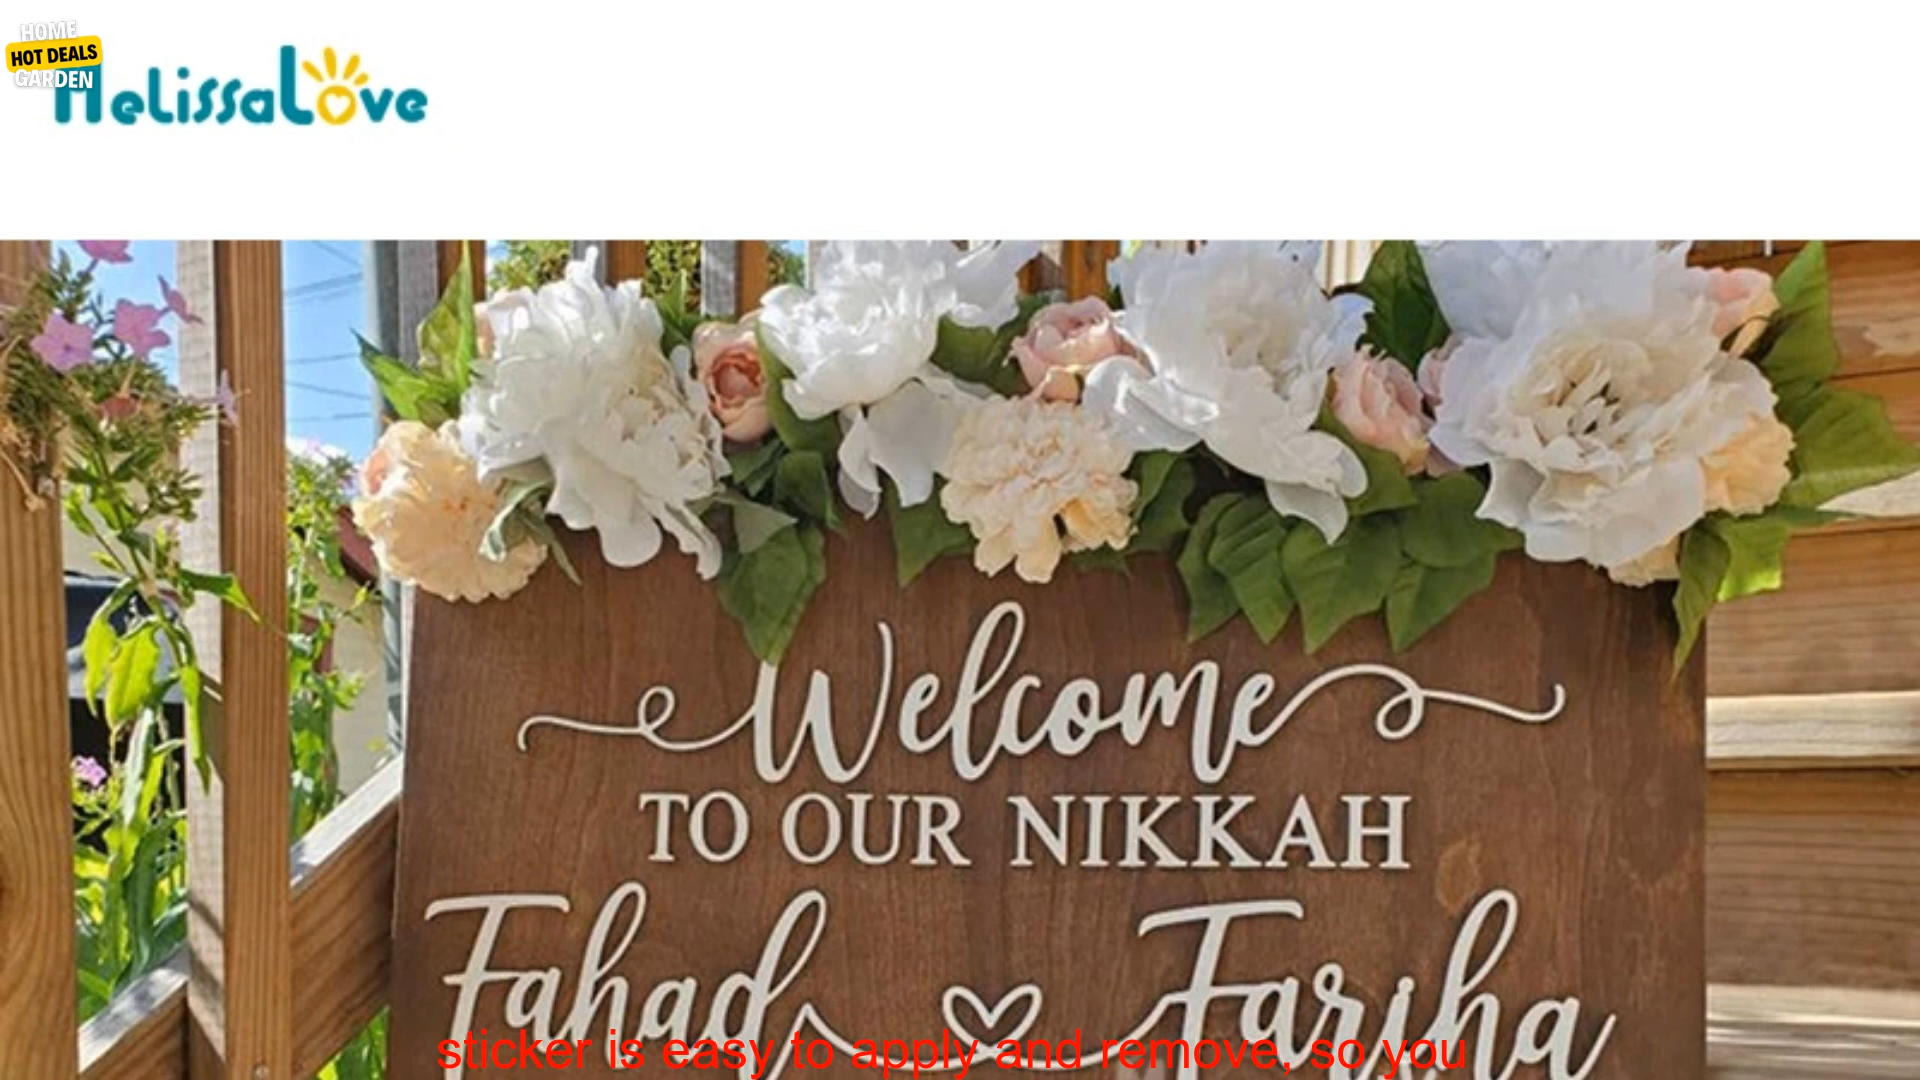 HOME
HOT DEALS
GARDEN
MeLissaLove
Welcome
TO OUR NIKKAH
Fahad Fariha
sticker is easy to apply and remove, so you